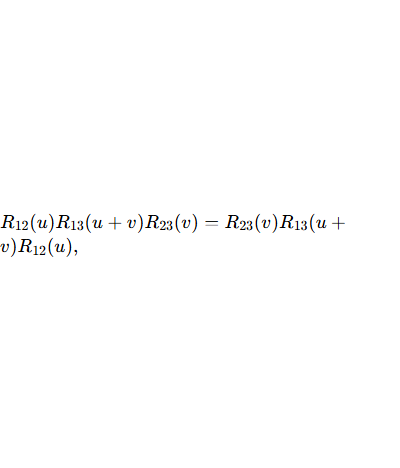 R₁₂(u)R₁₃(u + v)R₂₃(v) = R₂₃(v)R₁₃(u +
v)R₁₂(u),